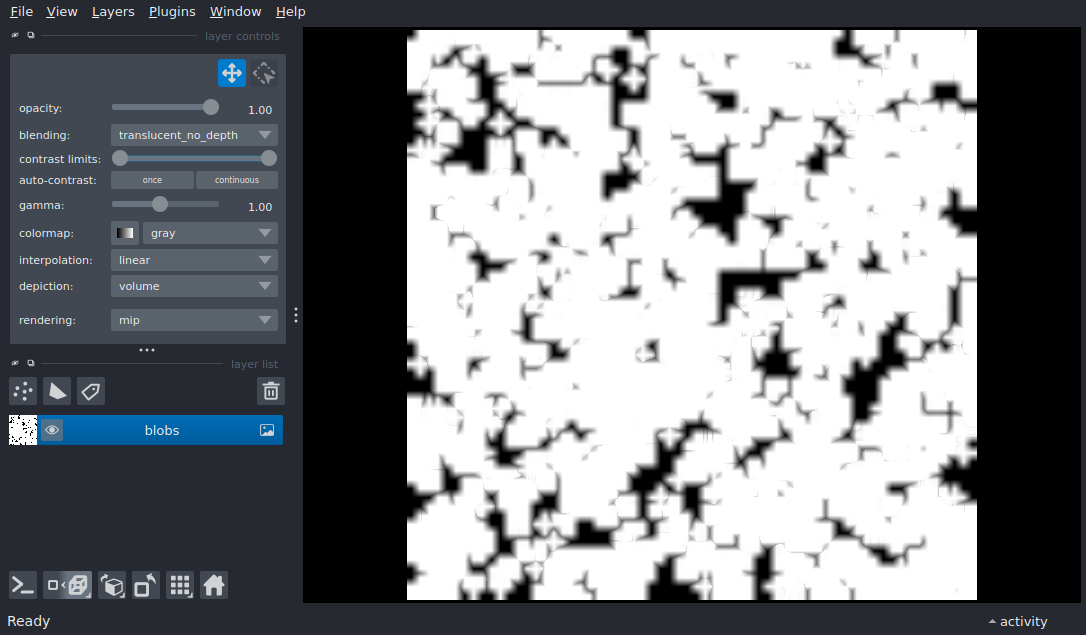 File View Layers Plugins Window Help
layer controls
opacity: 1.00
blending: translucent_no_depth
contrast limits:
auto-contrast: once continuous
gamma: 1.00
colormap: gray
interpolation: linear
depiction: volume
rendering: mip
layer list
blobs
Ready
activity